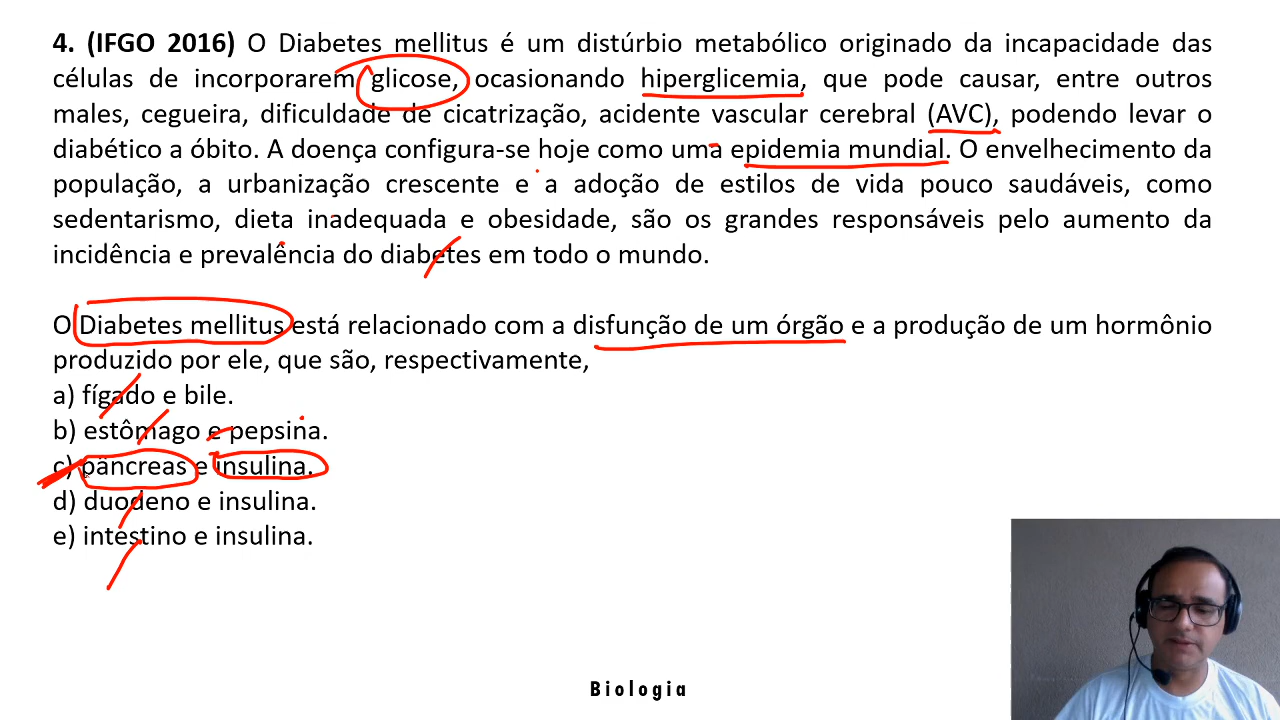 4. (IFGO 2016) O Diabetes mellitus é um distúrbio metabólico originado da incapacidade das
células de incorporarem glicose, ocasionando hiperglicemia, que pode causar, entre outros
males, cegueira, dificuldade de cicatrização, acidente vascular cerebral (AVC), podendo levar o
diabético a óbito. A doença configura-se hoje como uma epidemia mundial. O envelhecimento da
população, a urbanização crescente e a adoção de estilos de vida pouco saudáveis, como
sedentarismo, dieta inadequada e obesidade, são os grandes responsáveis pelo aumento da
incidência e prevalência do diabetes em todo o mundo.
O Diabetes mellitus está relacionado com a disfunção de um órgão e a produção de um hormônio
produzido por ele, que são, respectivamente,
a) fígado e bile.
b) estômago e pepsina.
c) pâncreas e insulina.
d) duodeno e insulina.
e) intestino e insulina.
Biologia